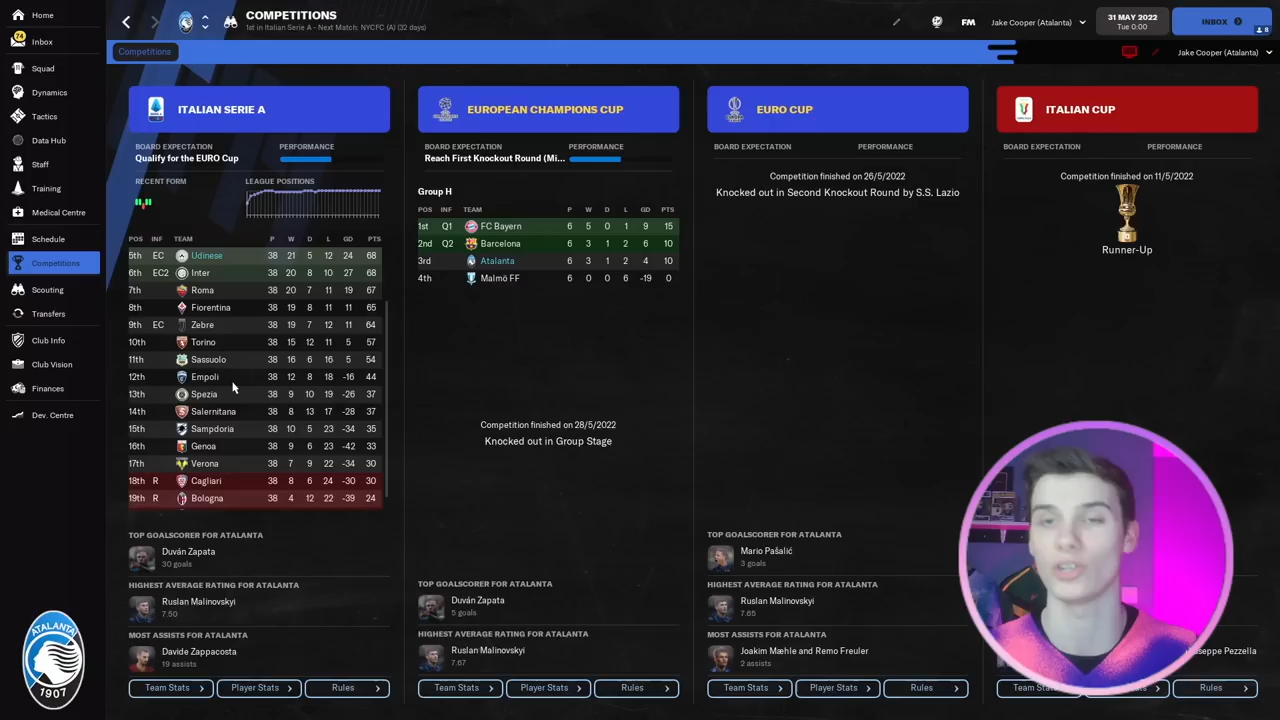 Home
74
Inbox
Squad
Dynamics
Tactics
Data Hub
Staff
Training
Medical Centre
Schedule
Competitions
Scouting
Transfers
Club Info
Club Vision
Finances
Dev. Centre
ATALANTA
1907
COMPETITIONS
1st in Italian Serie A - Next Match: NYCFC (A) (32 days)
FM
Jake Cooper (Atalanta)
31 MAY 2022
Tue 0:00
INBOX
8
Competitions
Jake Cooper (Atalanta)
ITALIAN SERIE A
BOARD EXPECTATION PERFORMANCE
Qualify for the EURO Cup
RECENT FORM LEAGUE POSITIONS
POS INF TEAM P W D L GD PTS
5th EC Udinese 38 21 5 12 24 68
6th EC2 Inter 38 20 8 10 27 68
7th Roma 38 20 7 11 19 67
8th Fiorentina 38 19 8 11 11 65
9th EC Zebre 38 19 7 12 11 64
10th Torino 38 15 12 11 5 57
11th Sassuolo 38 16 6 16 5 54
12th Empoli 38 12 8 18 -16 44
13th Spezia 38 9 10 19 -26 37
14th Salernitana 38 8 13 17 -28 37
15th Sampdoria 38 10 5 23 -34 35
16th Genoa 38 9 6 23 -42 33
17th Verona 38 7 9 22 -34 30
18th R Cagliari 38 8 6 24 -30 30
19th R Bologna 38 4 12 22 -39 24
TOP GOALSCORER FOR ATALANTA
Duván Zapata
30 goals
HIGHEST AVERAGE RATING FOR ATALANTA
Ruslan Malinovskyi
7.50
MOST ASSISTS FOR ATALANTA
Davide Zappacosta
19 assists
Team Stats Player Stats Rules
EUROPEAN CHAMPIONS CUP
BOARD EXPECTATION PERFORMANCE
Reach First Knockout Round (Mi...
Group H
POS INF TEAM P W D L GD PTS
1st Q1 FC Bayern 6 5 0 1 9 15
2nd Q2 Barcelona 6 3 1 2 6 10
3rd Atalanta 6 3 1 2 4 10
4th Malmö FF 6 0 0 6 -19 0
Competition finished on 28/5/2022
Knocked out in Group Stage
TOP GOALSCORER FOR ATALANTA
Duván Zapata
5 goals
HIGHEST AVERAGE RATING FOR ATALANTA
Ruslan Malinovskyi
7.67
Team Stats Player Stats Rules
EURO CUP
BOARD EXPECTATION PERFORMANCE
Competition finished on 26/5/2022
Knocked out in Second Knockout Round by S.S. Lazio
TOP GOALSCORER FOR ATALANTA
Mario Pašalić
3 goals
HIGHEST AVERAGE RATING FOR ATALANTA
Ruslan Malinovskyi
7.65
MOST ASSISTS FOR ATALANTA
Joakim Mæhle and Remo Freuler
2 assists
Team Stats Player Stats Rules
ITALIAN CUP
BOARD EXPECTATION PERFORMANCE
Competition finished on 11/5/2022
Runner-Up
Pezzella
Team Stats Rules